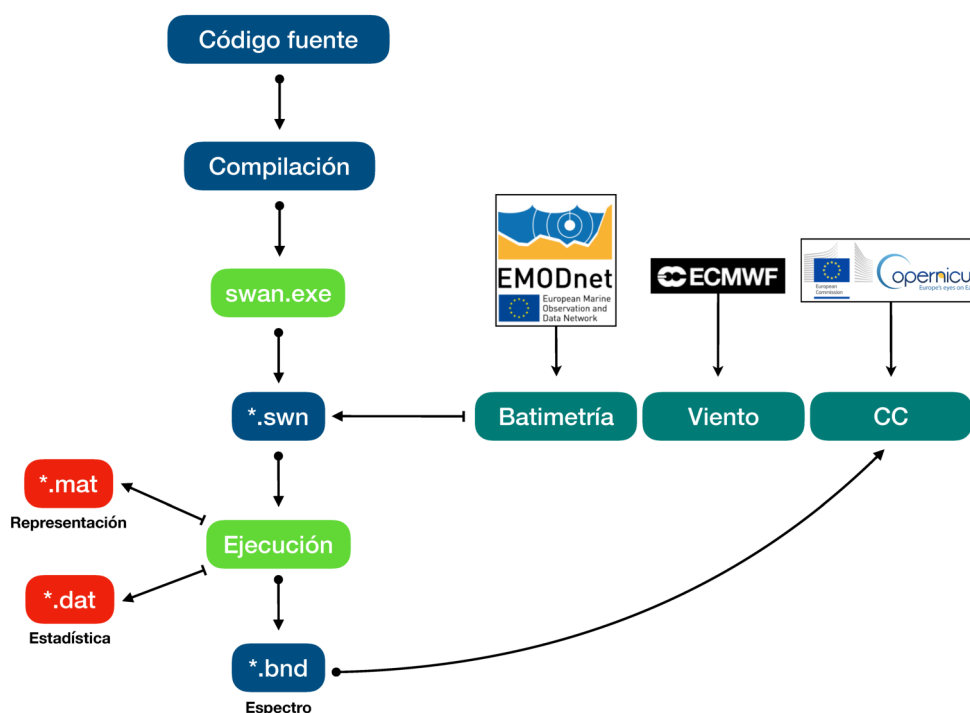 Código fuente
Compilación
swan.exe
EMODnet
European Marine
Observation and
Data Network
ECMWF
European
Commission
opernicu
Europe's eyes on Ea
*.swn
Batimetría
Viento
CC
*.mat
Representación
Ejecución
*.dat
Estadística
*.bnd
Espectro